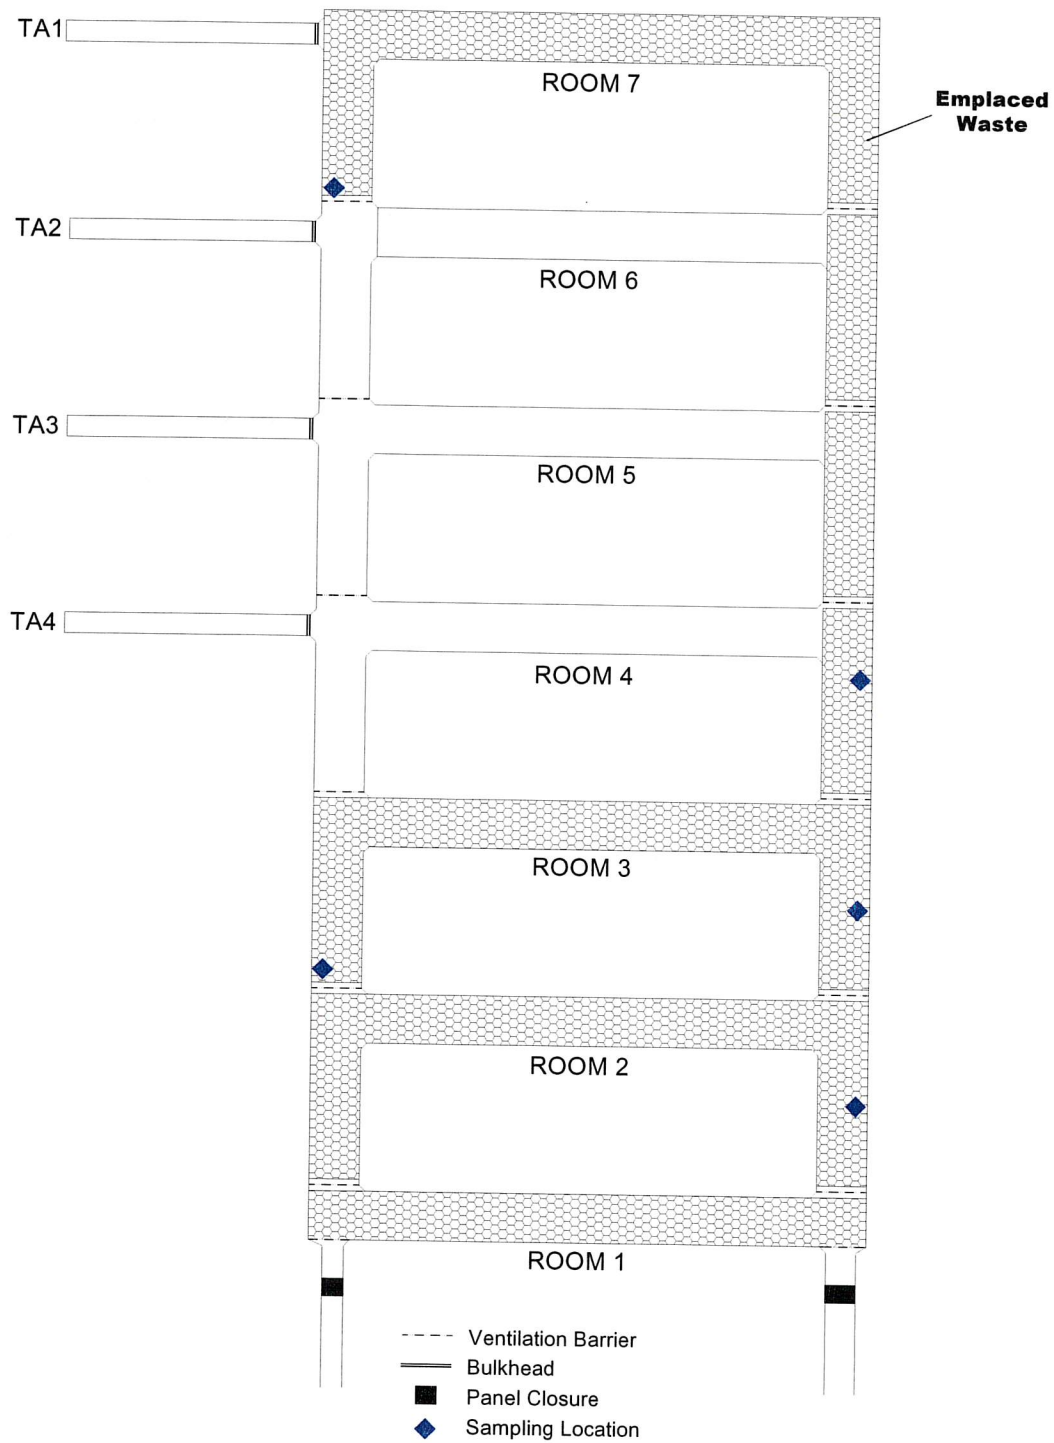 TA1
ROOM 7
Emplaced
Waste
TA2
ROOM 6
TA3
ROOM 5
TA4
ROOM 4
ROOM 3
ROOM 2
ROOM 1
Ventilation Barrier
Bulkhead
Panel Closure
Sampling Location